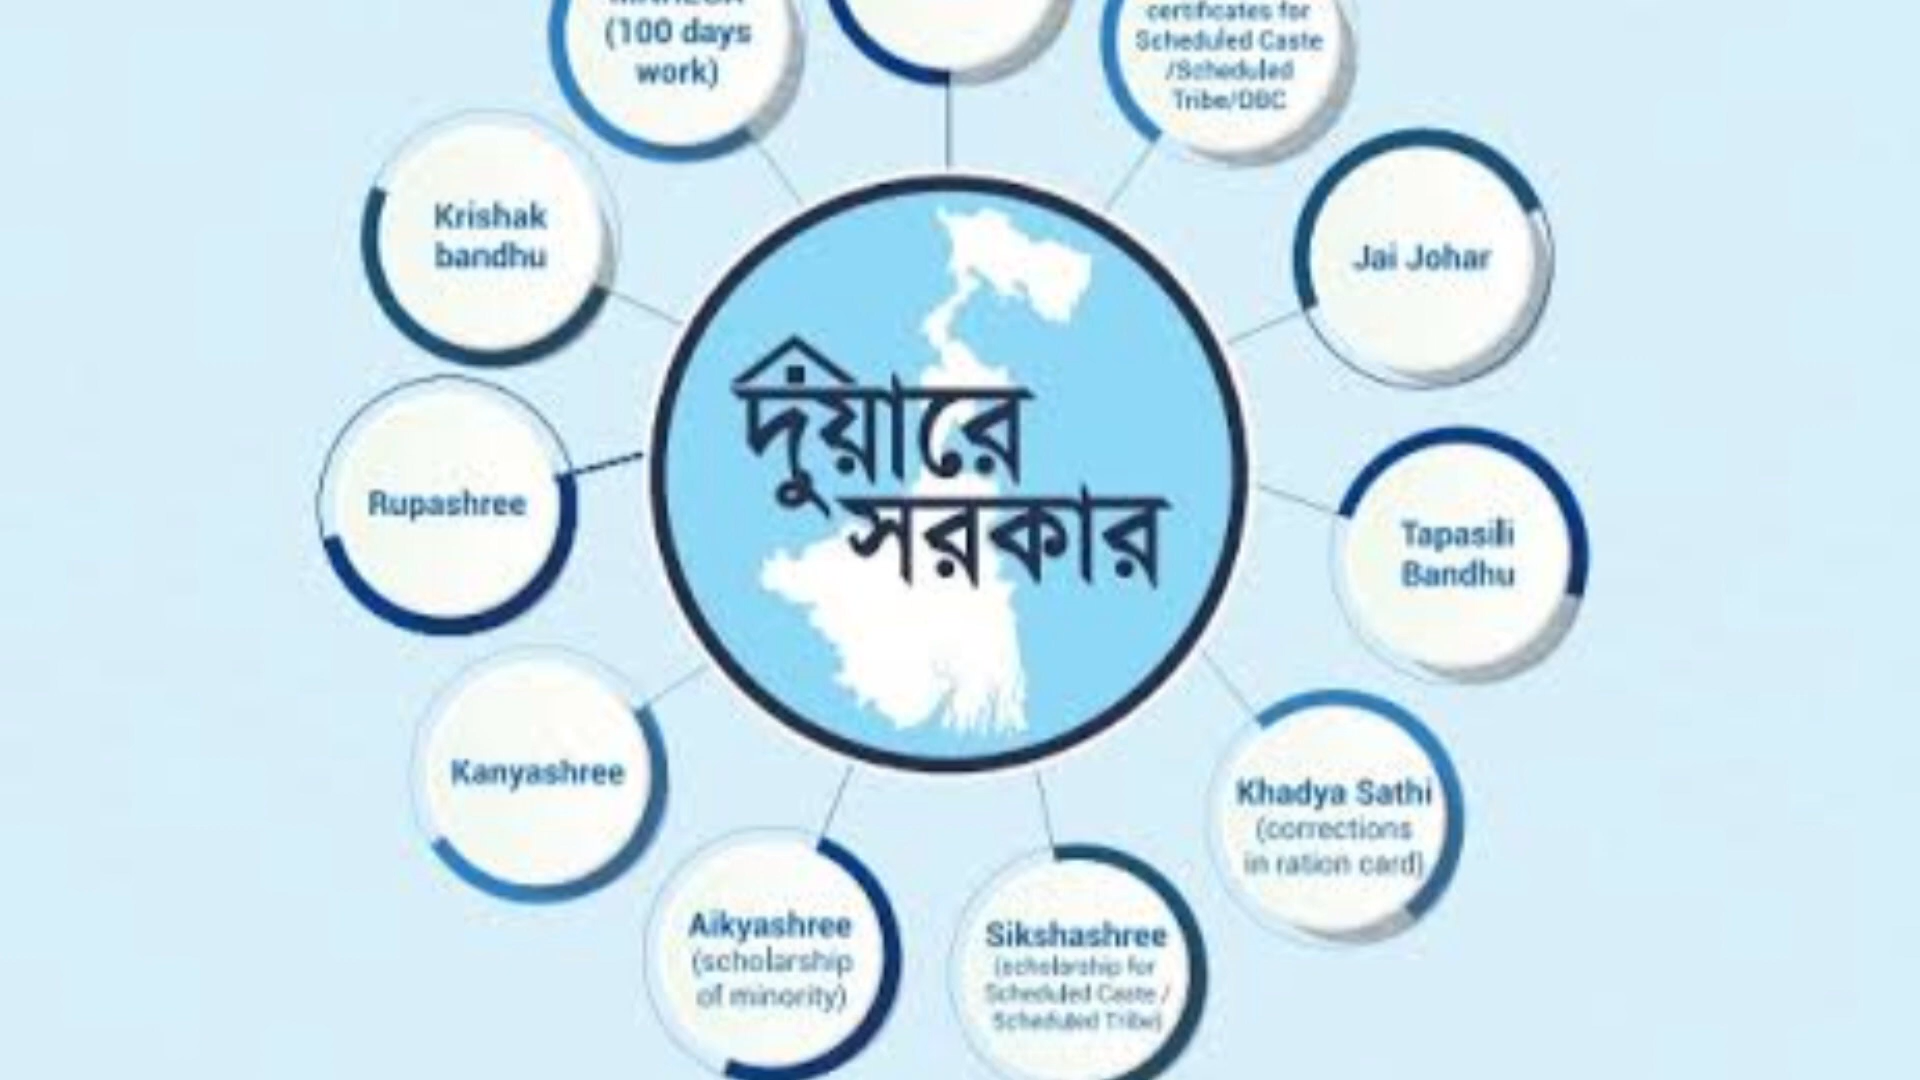 (100 days
work)
certificates for
Scheduled Caste
/Scheduled
Tribe/OBC
Krishak
bandhu
Jai Johar
Rupashree
দুঁয়ারে
সরকার
Tapasili
Bandhu
Kanyashree
Khadya Sathi
(corrections
in ration card)
Aikyashree
(scholarship
of minority)
Sikshashree
(scholarship for
Scheduled Caste /
Scheduled Tribe)